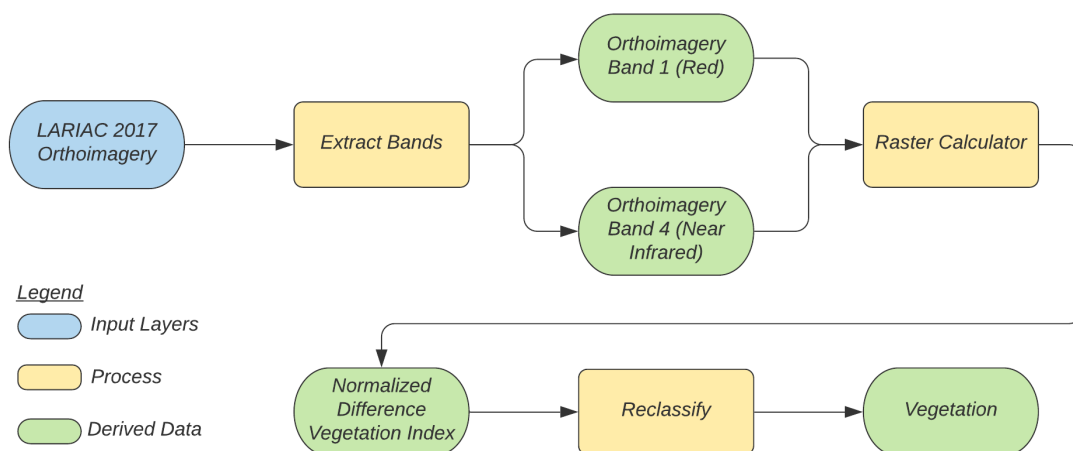 LARIAC 2017
Orthoimagery
Extract Bands
Orthoimagery
Band 1 (Red)
Orthoimagery
Band 4 (Near
Infrared)
Raster Calculator
Legend
Input Layers
Process
Derived Data
Normalized
Difference
Vegetation Index
Reclassify
Vegetation